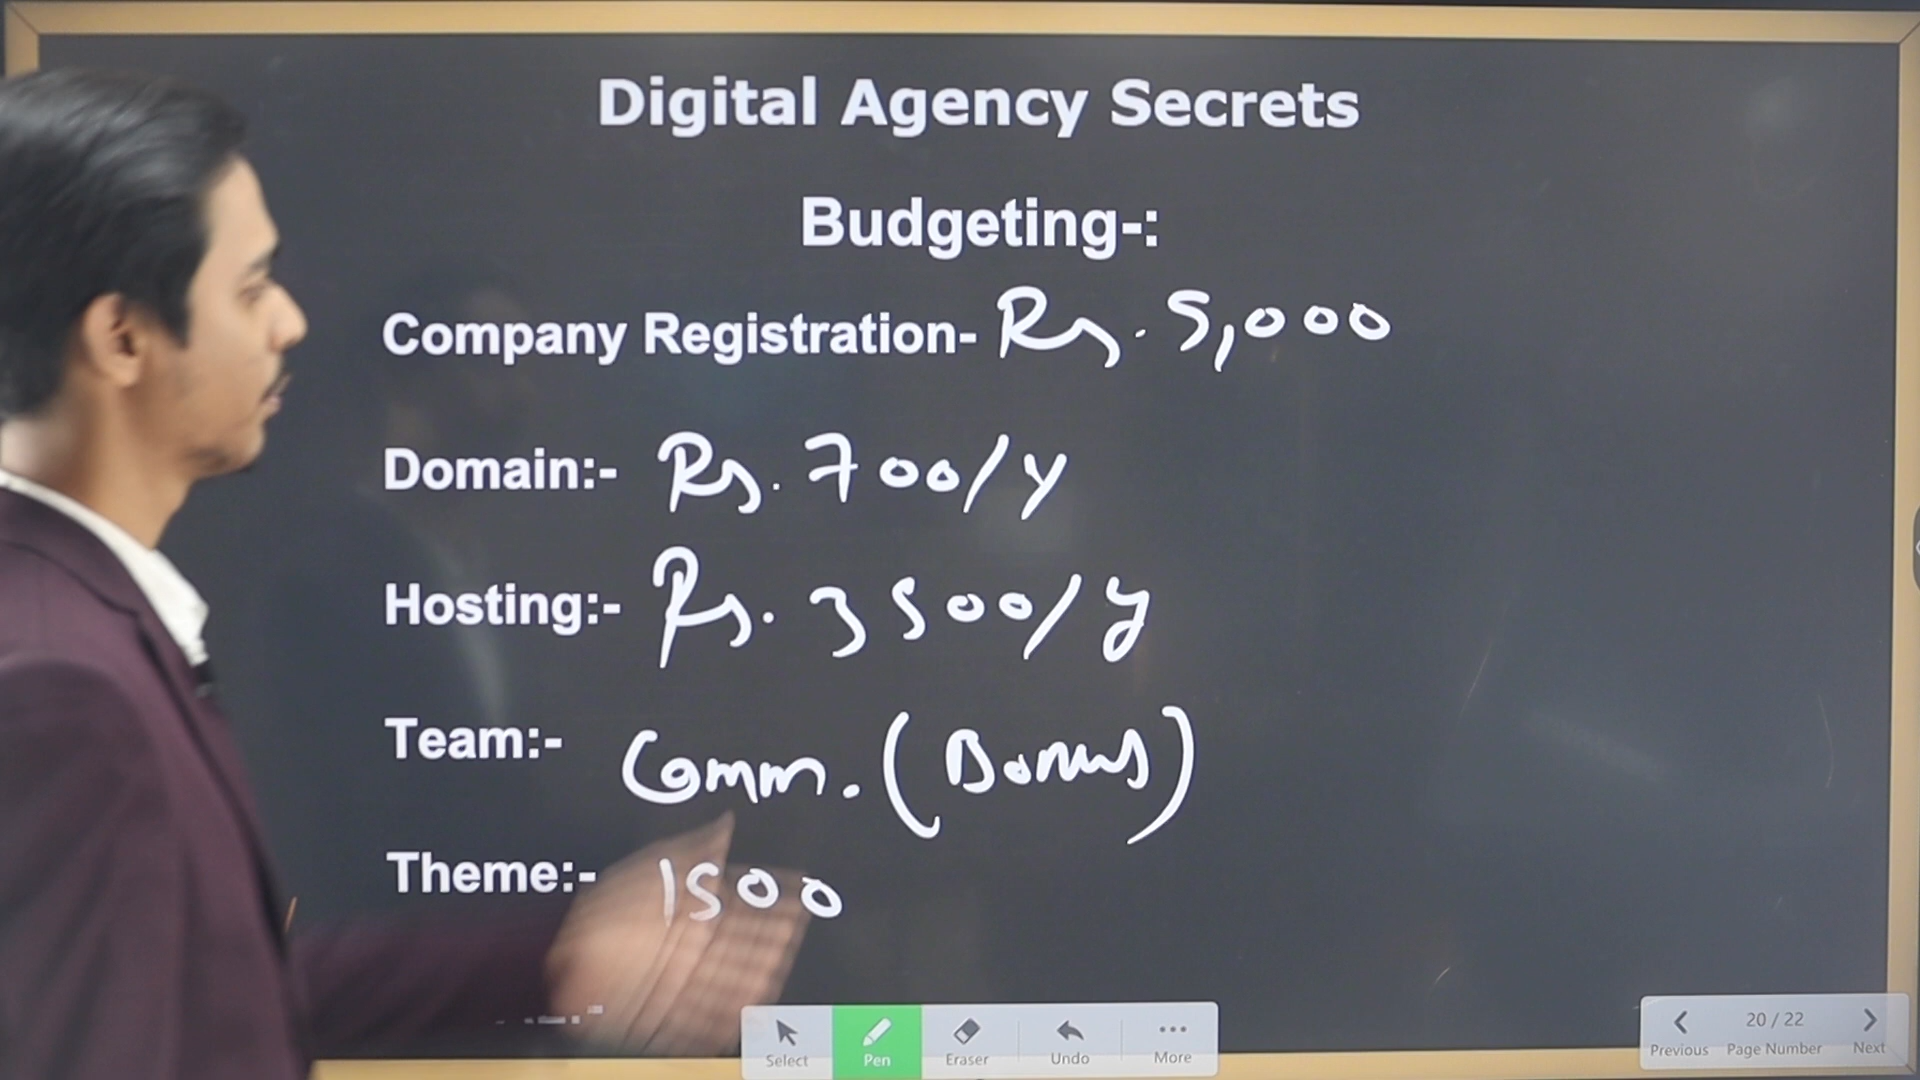 Digital Agency Secrets
Budgeting-:
Company Registration- Rs. 5,000
Domain:- Rs. 700/y
Hosting:- Rs. 3500/y
Team:- Comm. (Bonus)
Theme:- 1500
Select Pen Eraser Undo More
20 / 22
Previous Page Number Next